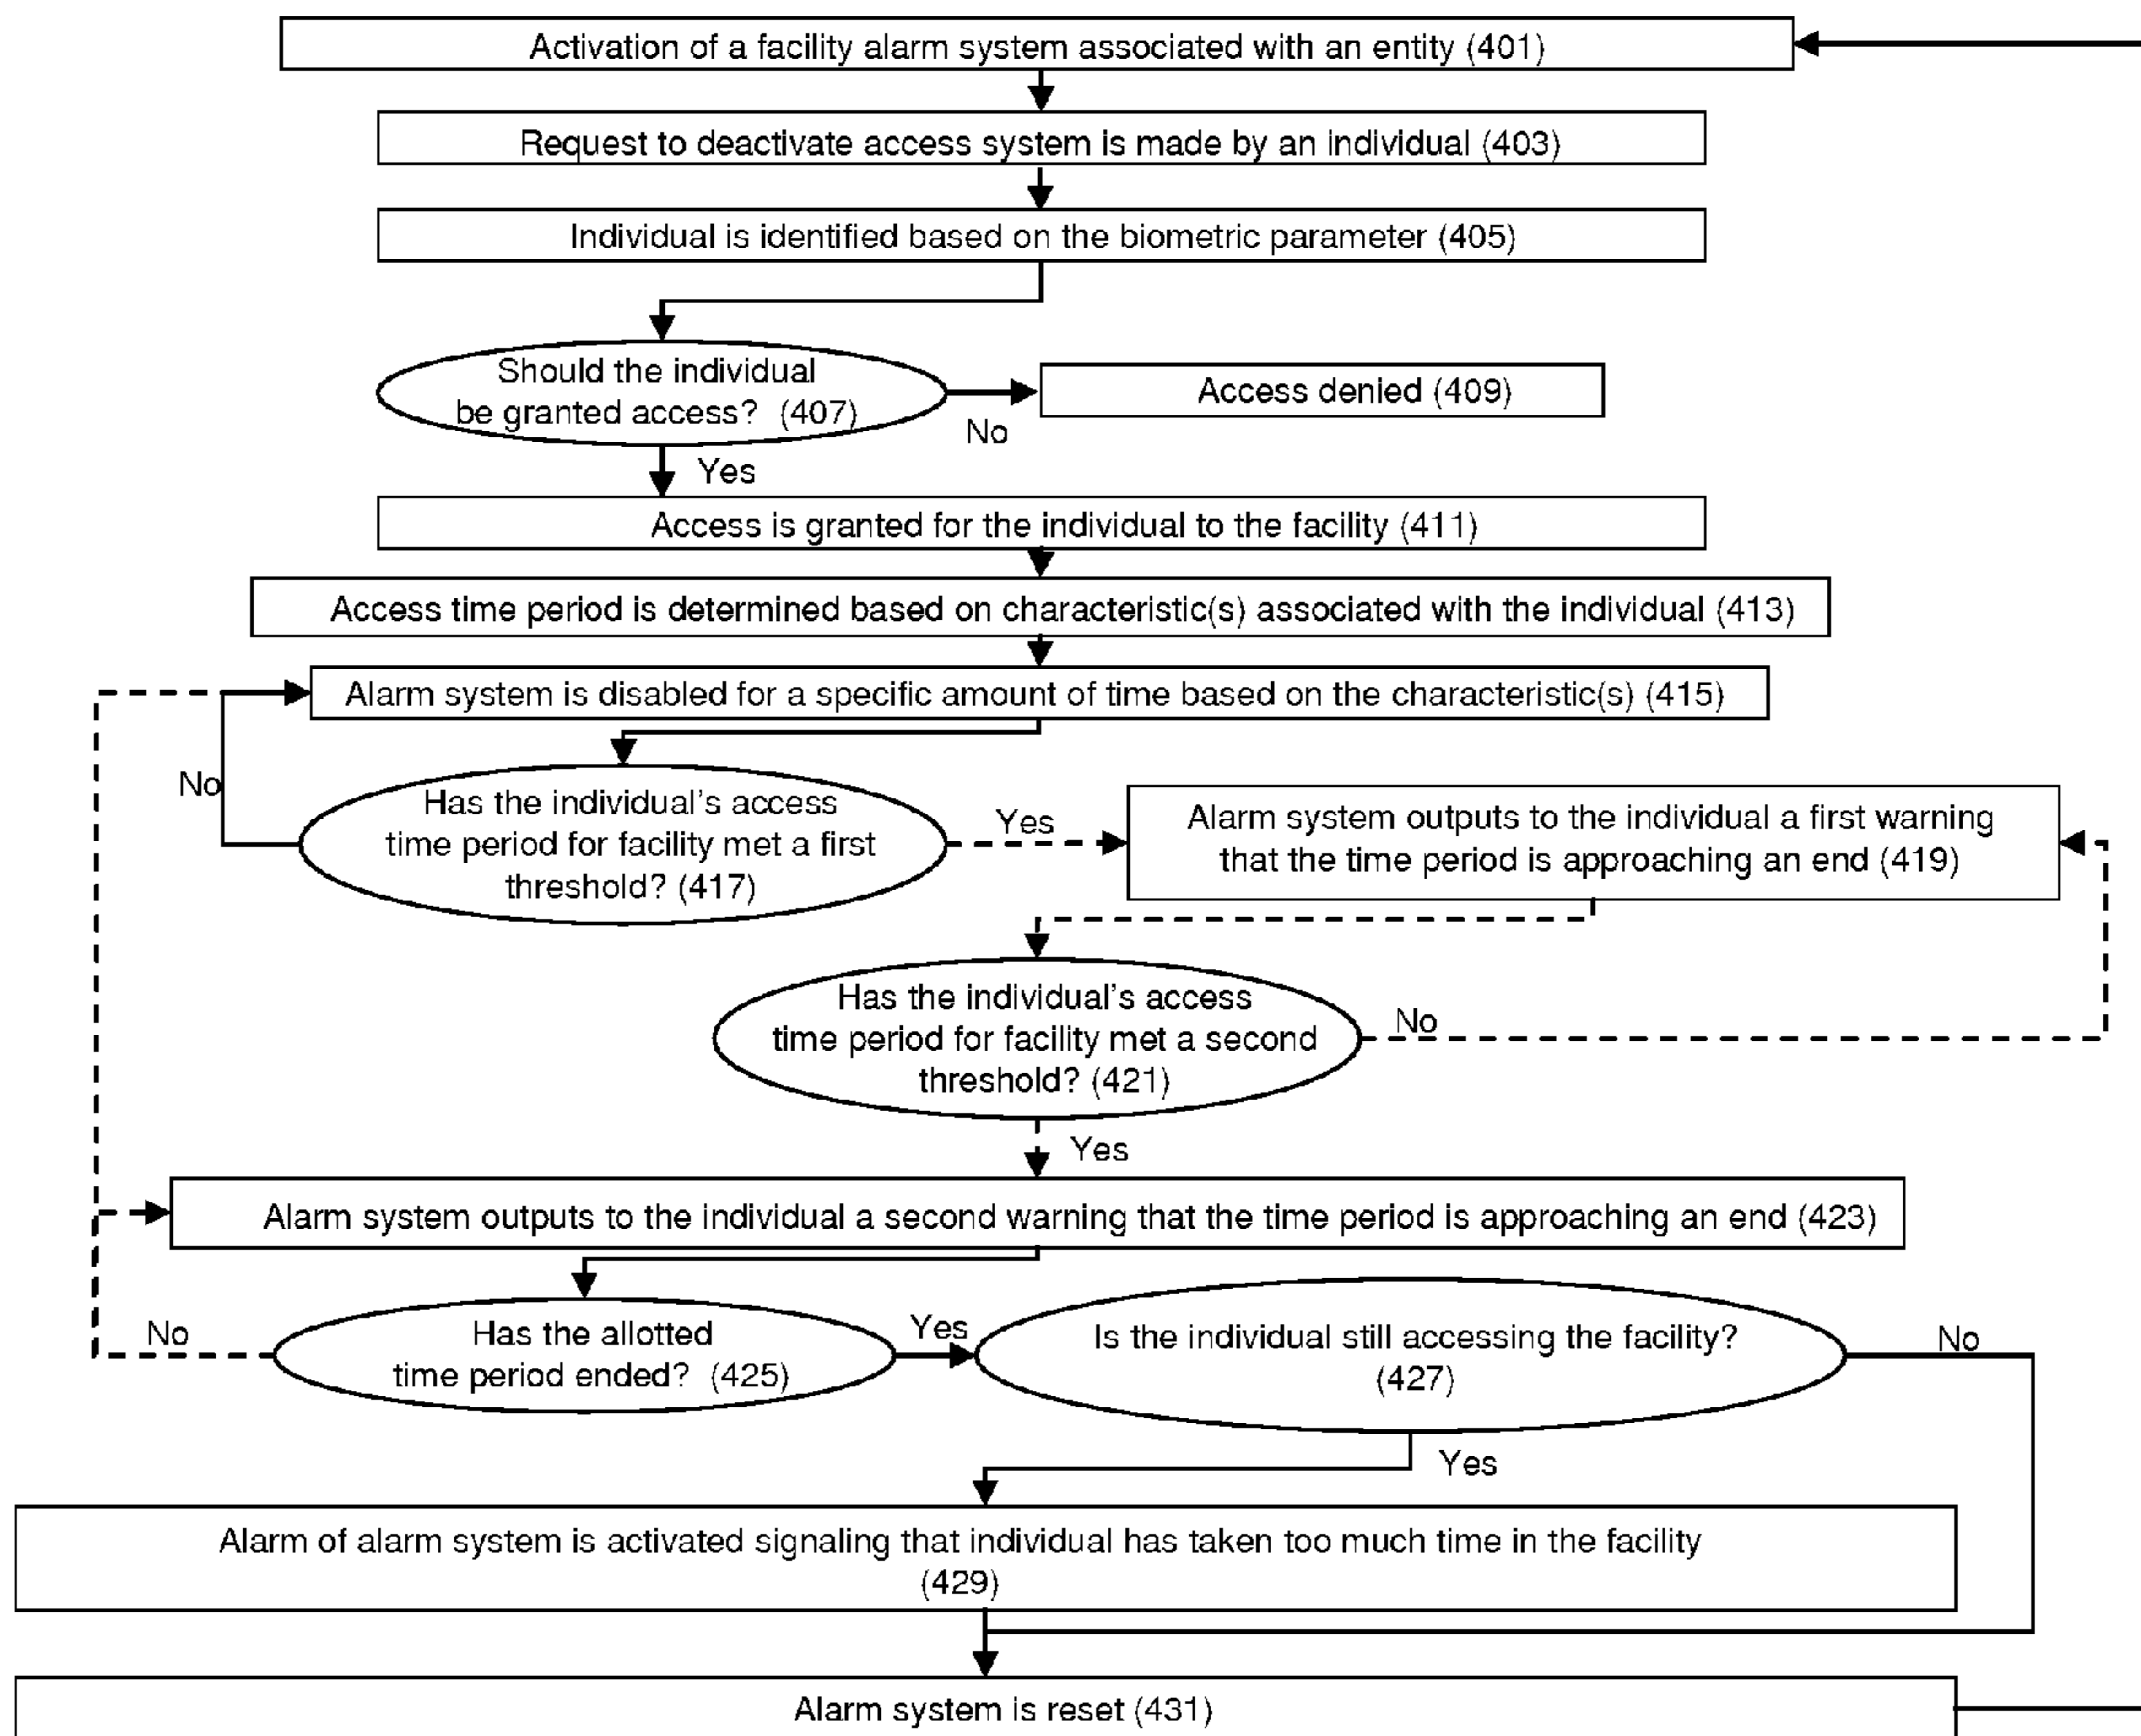 Activation of a facility alarm system associated with an entity (401)
Request to deactivate access system is made by an individual (403)
Individual is identified based on the biometric parameter (405)
Should the individual
be granted access? (407)
No
Access denied (409)
Yes
Access is granted for the individual to the facility (411)
Access time period is determined based on characteristic(s) associated with the individual (413)
Alarm system is disabled for a specific amount of time based on the characteristic(s) (415)
No
Has the individual's access
time period for facility met a first
threshold? (417)
Yes
Alarm system outputs to the individual a first warning
that the time period is approaching an end (419)
Has the individual's access
time period for facility met a second
threshold? (421)
No
Yes
Alarm system outputs to the individual a second warning that the time period is approaching an end (423)
No
Has the allotted
time period ended? (425)
Yes
Is the individual still accessing the facility?
(427)
No
Yes
Alarm of alarm system is activated signaling that individual has taken too much time in the facility
(429)
Alarm system is reset (431)